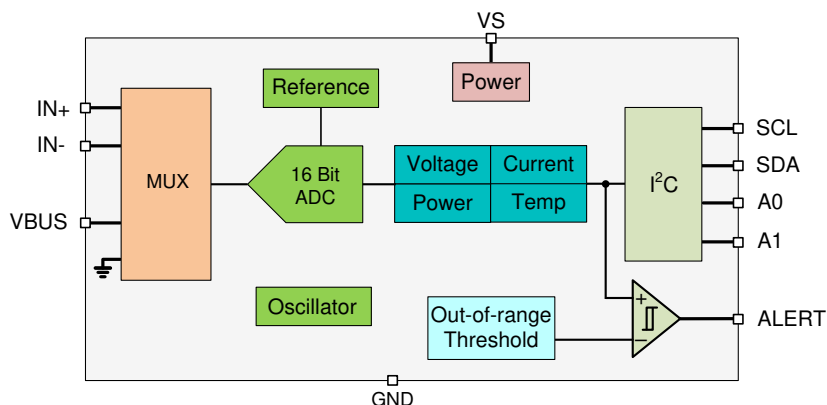 VS
Reference
Power
IN+
IN-
VBUS
MUX
16 Bit
ADC
Voltage
Current
Power
Temp
I²C
SCL
SDA
A0
A1
Oscillator
Out-of-range
Threshold
+
−
ALERT
GND